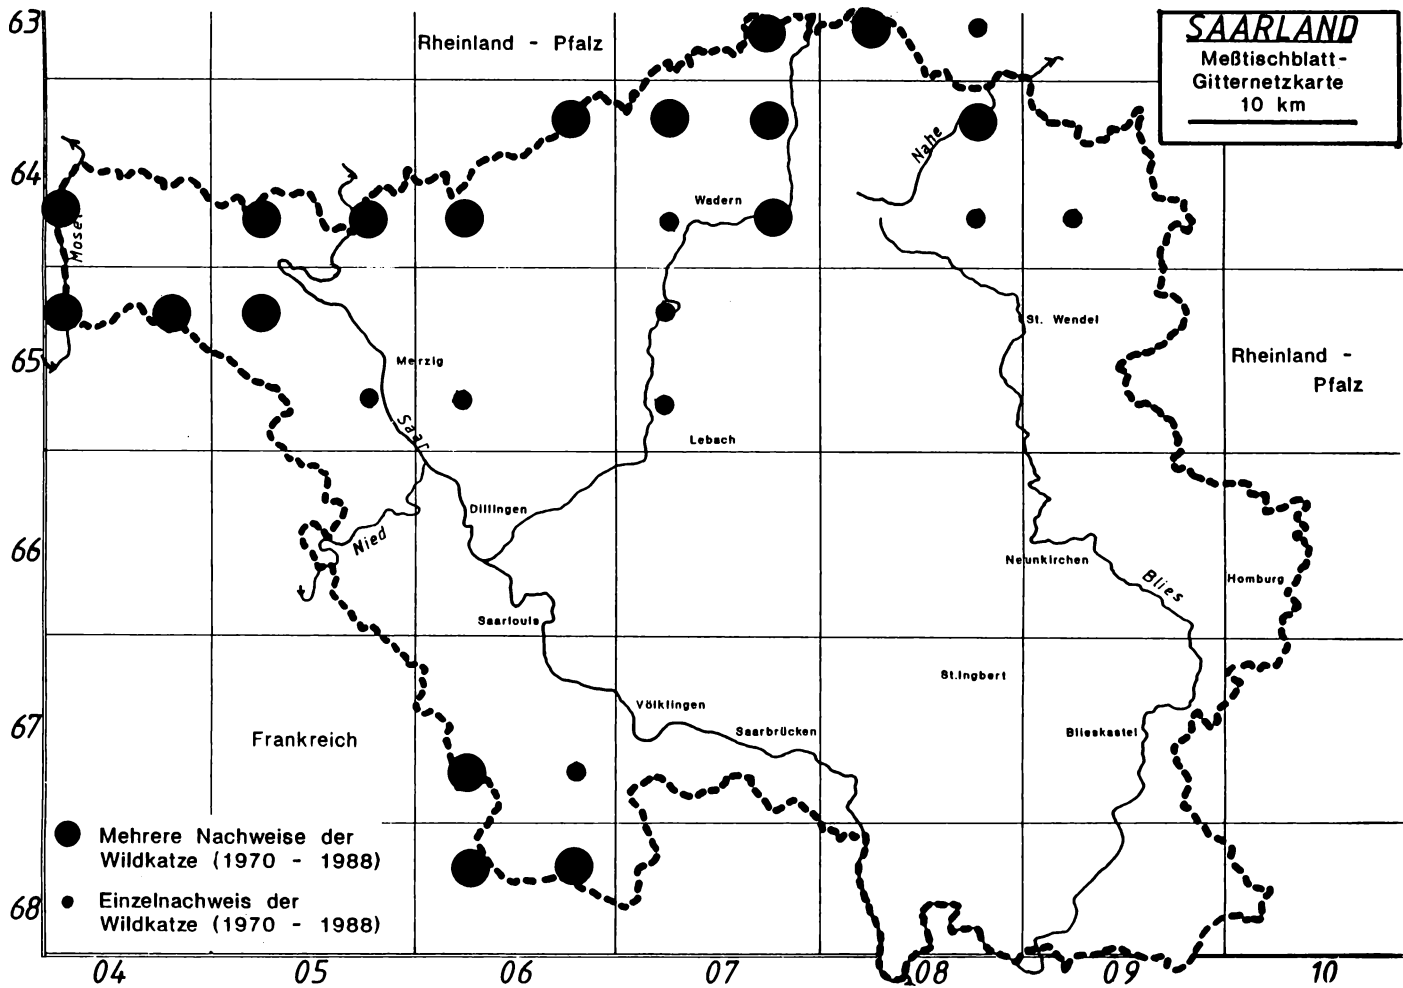 63
Rheinland - Pfalz
SAARLAND
Meßtischblatt-
Gitternetzkarte
10 km
Nahe
64
Wadern
Mosel
St. Wendel
65
Merzig
Rheinland -
Pfalz
Saar
Lebach
Dillingen
66
Nied
Neunkirchen
Blies
Homburg
Saarlouis
St.Ingbert
67
Völklingen
Saarbrücken
Blieskastel
Frankreich
Mehrere Nachweise der
Wildkatze (1970 - 1988)
68
Einzelnachweis der
Wildkatze (1970 - 1988)
04 05 06 07 08 09 10